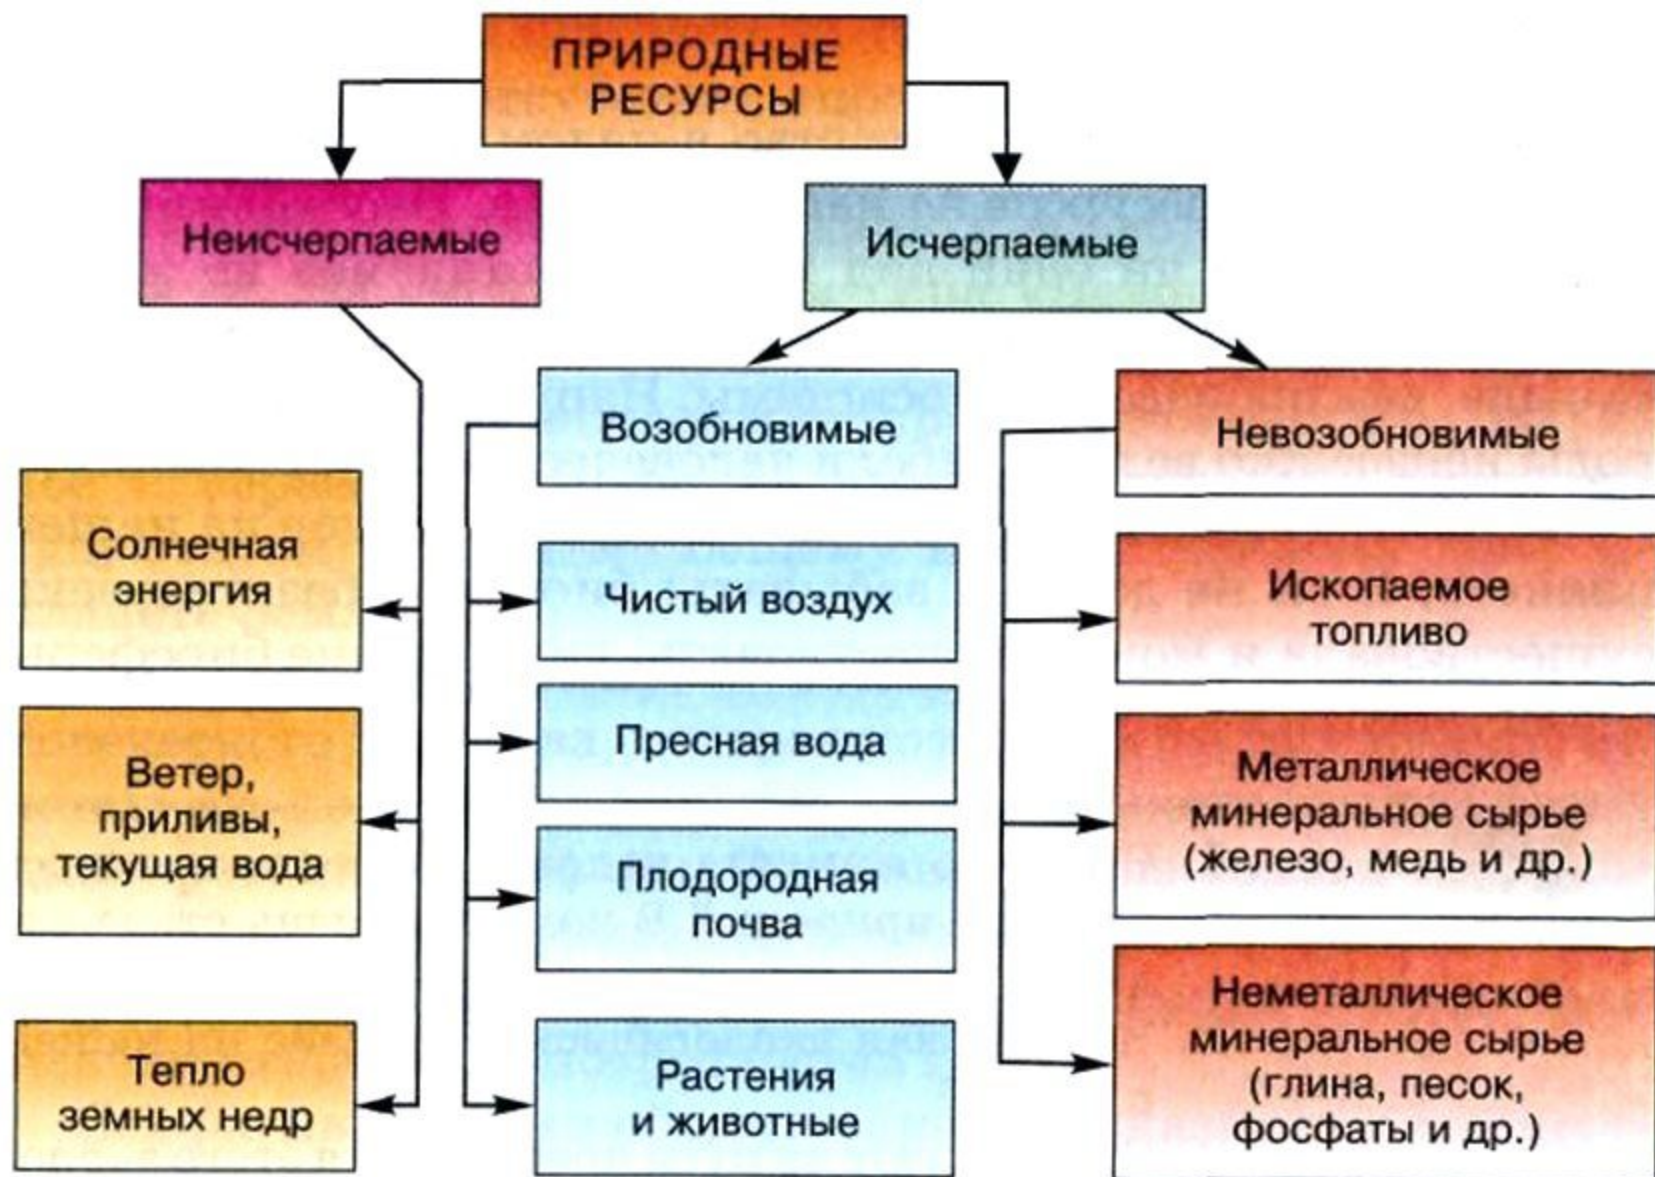 ПРИРОДНЫЕ
РЕСУРСЫ
Неисчерпаемые
Исчерпаемые
Солнечная
энергия
Ветер,
приливы,
текущая вода
Тепло
земных недр
Возобновимые
Чистый воздух
Пресная вода
Плодородная
почва
Растения
и животные
Невозобновимые
Ископаемое
топливо
Металлическое
минеральное сырье
(железо, медь и др.)
Неметаллическое
минеральное сырье
(глина, песок,
фосфаты и др.)